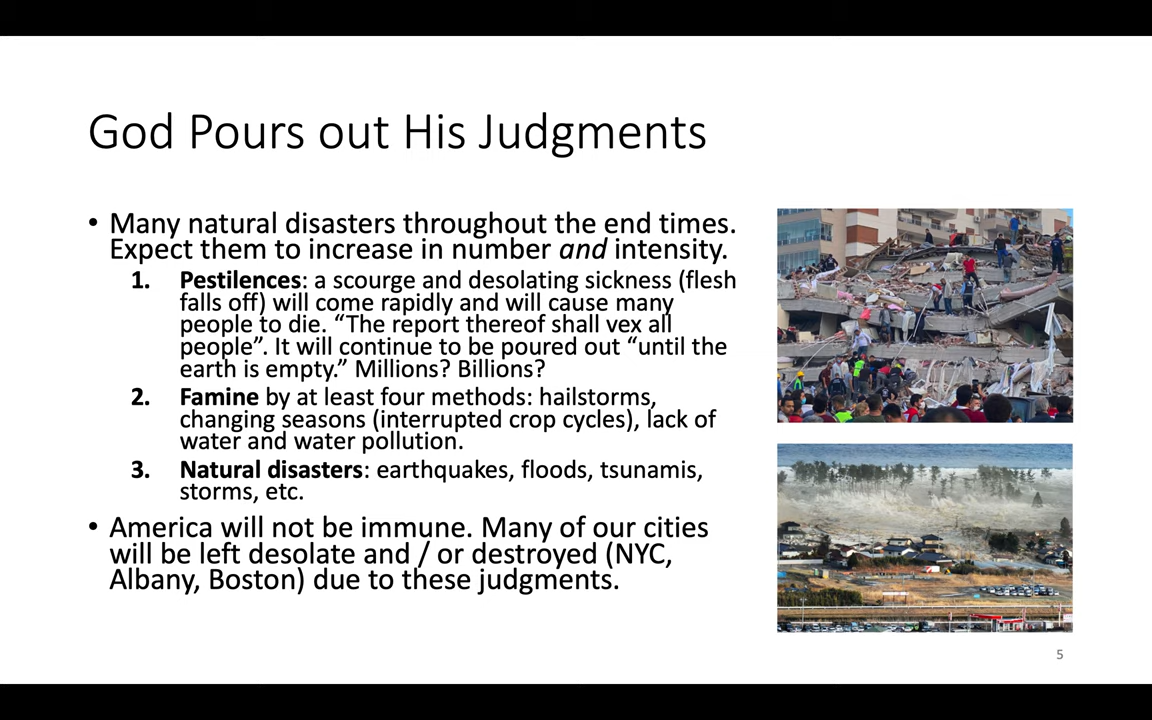 God Pours out His Judgments
• Many natural disasters throughout the end times.
Expect them to increase in number and intensity.
1. Pestilences: a scourge and desolating sickness (flesh
falls off) will come rapidly and will cause many
people to die. “The report thereof shall vex all
people”. It will continue to be poured out “until the
earth is empty.” Millions? Billions?
2. Famine by at least four methods: hailstorms,
changing seasons (interrupted crop cycles), lack of
water and water pollution.
3. Natural disasters: earthquakes, floods, tsunamis,
storms, etc.
• America will not be immune. Many of our cities
will be left desolate and / or destroyed (NYC,
Albany, Boston) due to these judgments.
5